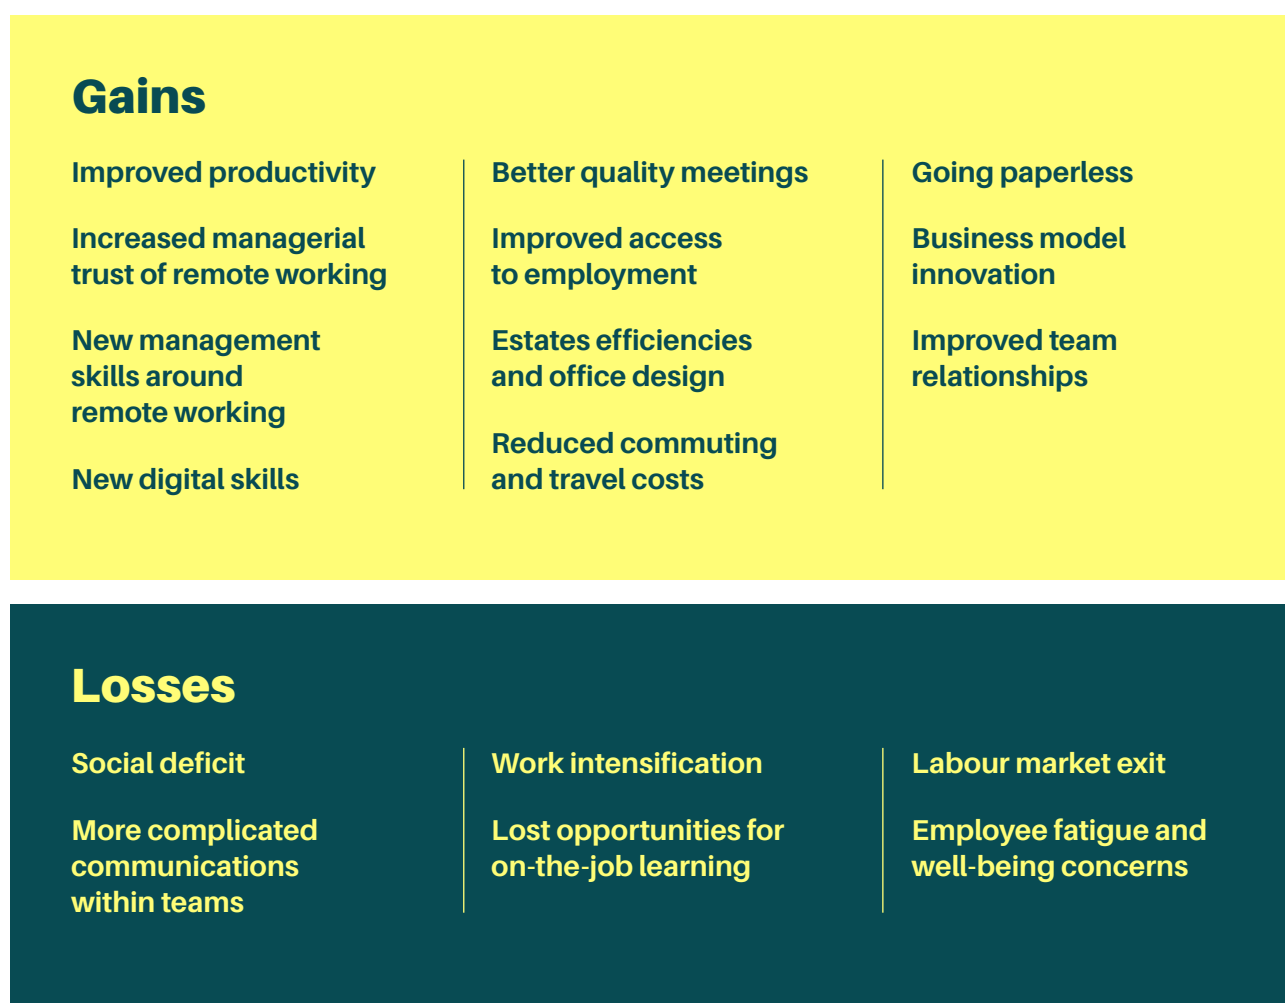 Gains
Improved productivity
Increased managerial
trust of remote working
New management
skills around
remote working
New digital skills
Better quality meetings
Improved access
to employment
Estates efficiencies
and office design
Reduced commuting
and travel costs
Going paperless
Business model
innovation
Improved team
relationships
Losses
Social deficit
More complicated
communications
within teams
Work intensification
Lost opportunities for
on-the-job learning
Labour market exit
Employee fatigue and
well-being concerns